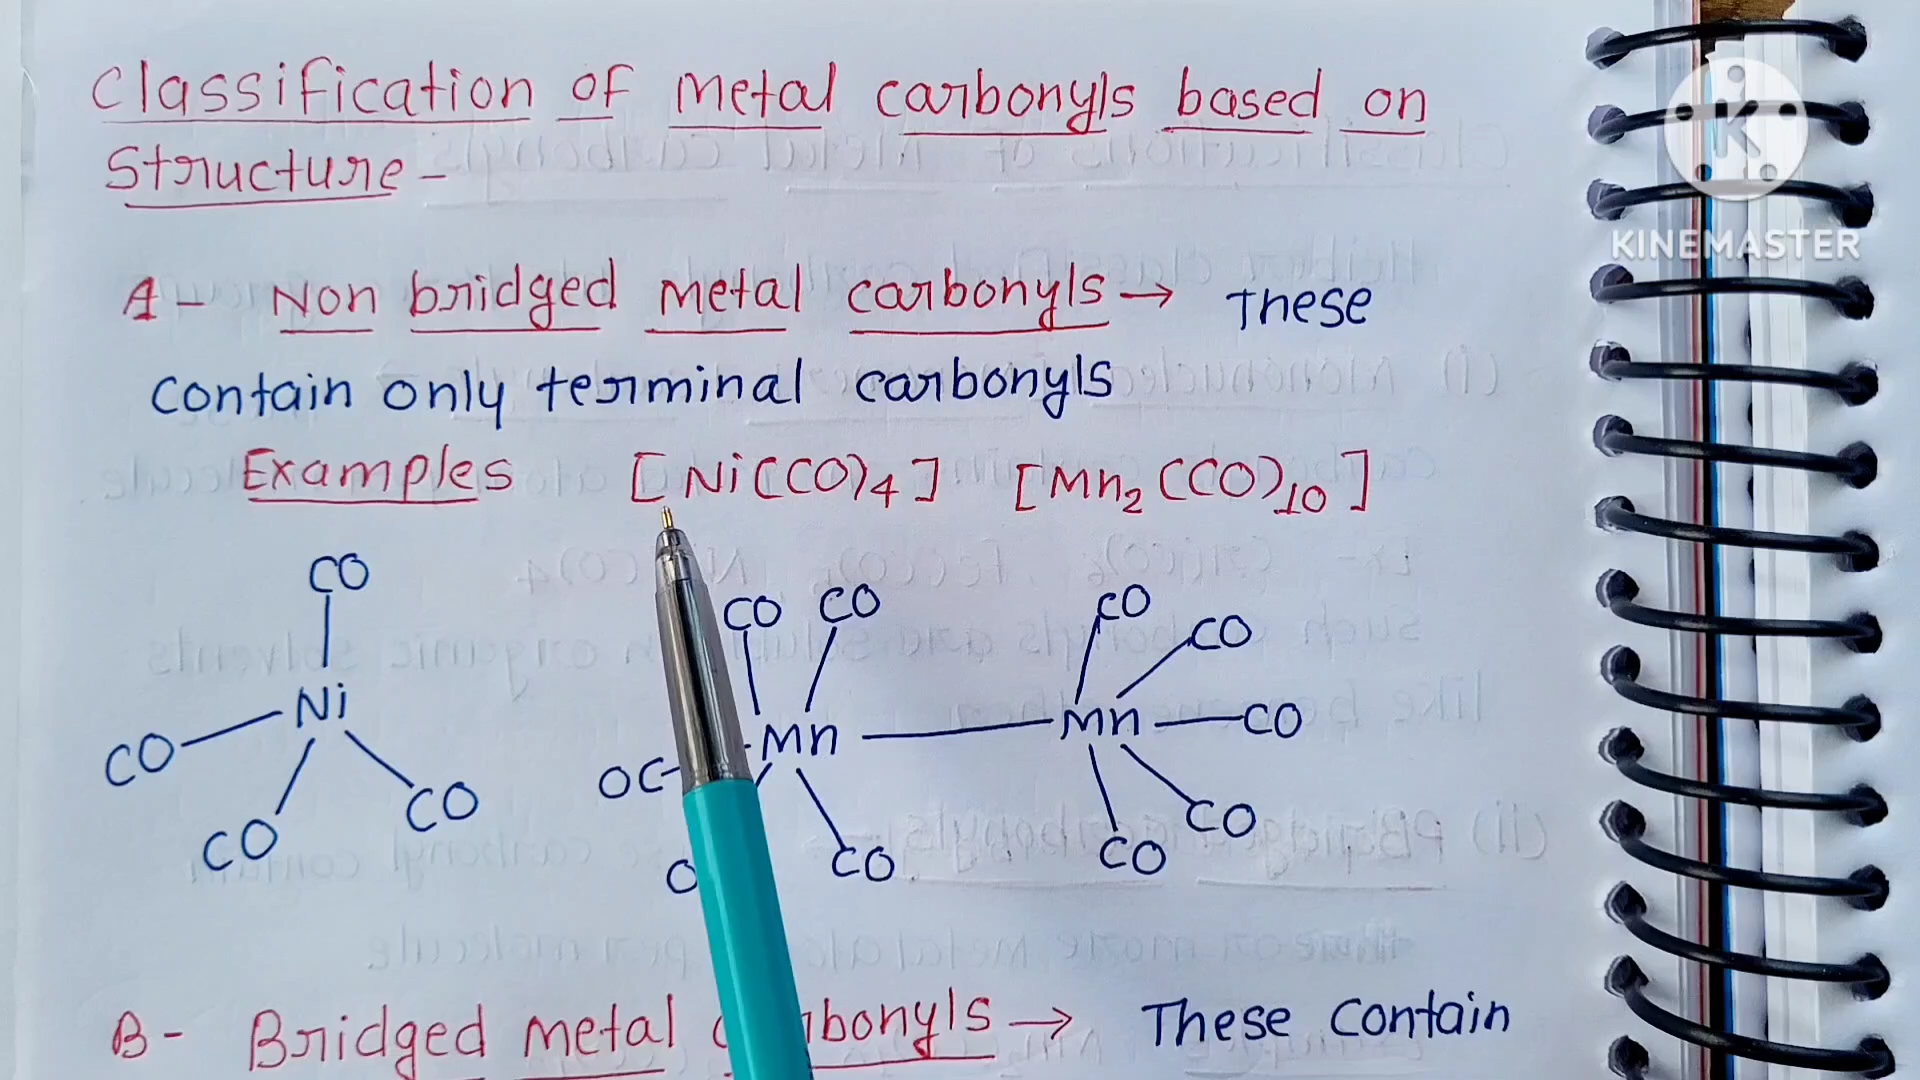 Classification of Metal carbonyls based on
Structure -
A - Non bridged metal carbonyls → These
contain only terminal carbonyls
Examples [Ni(CO)4] [Mn2(CO)10]
CO
Ni
CO
CO
CO
CO CO
OC Mn
CO
CO
CO
Mn CO
CO
CO
B - Bridged metal → These contain
KINEMASTER
K